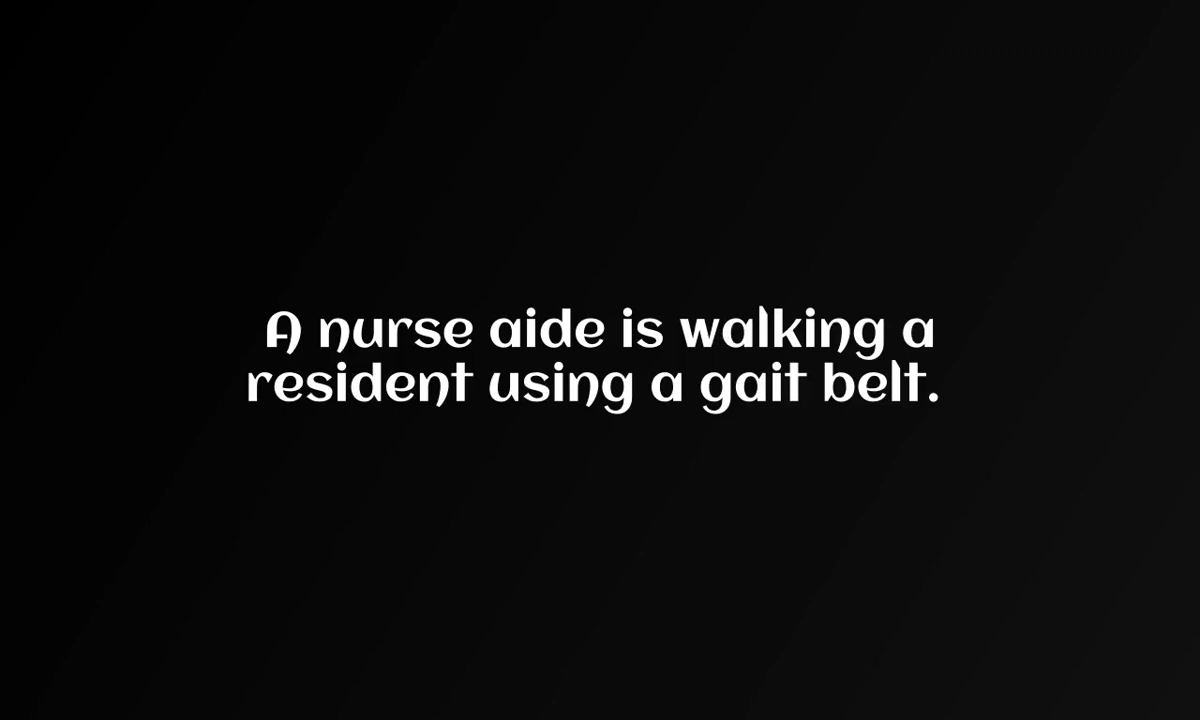 A nurse aide is walking a
resident using a gait belt.